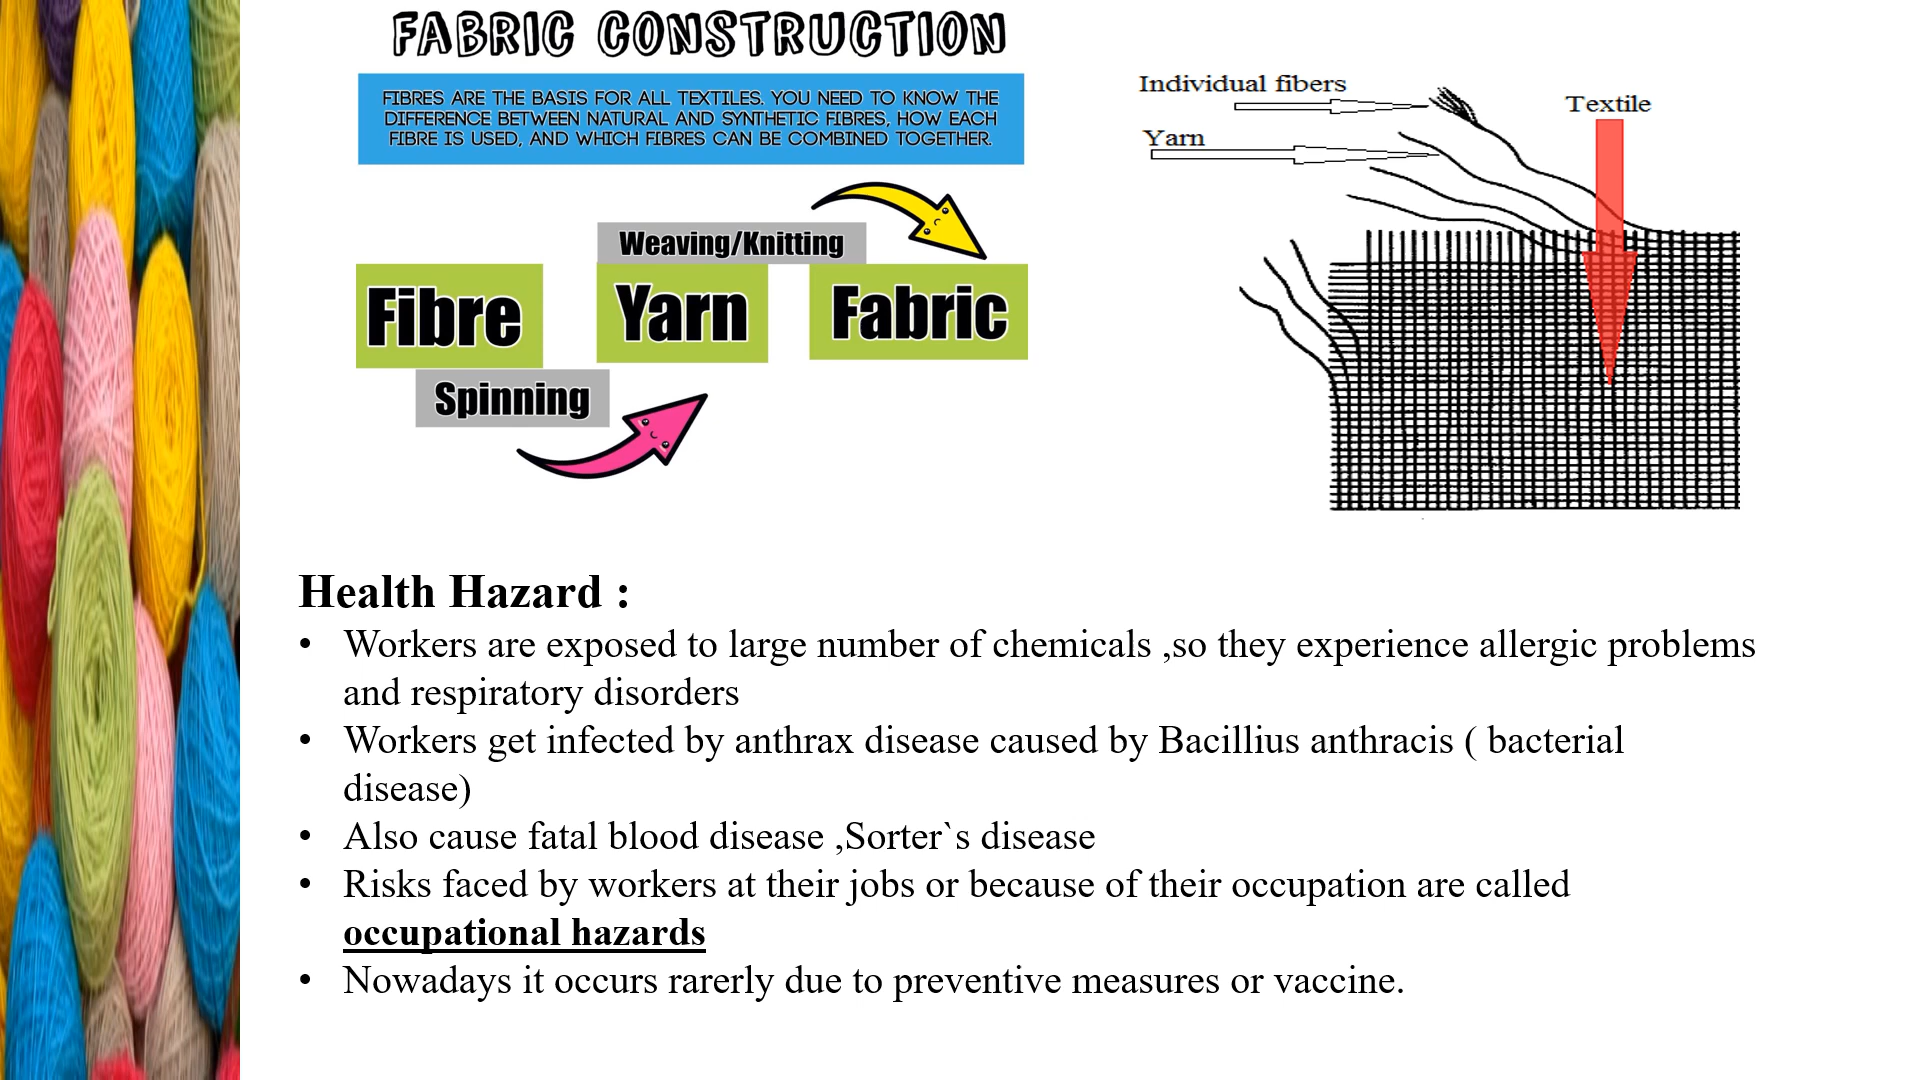 FABRIC CONSTRUCTION
FIBRES ARE THE BASIS FOR ALL TEXTILES. YOU NEED TO KNOW THE
DIFFERENCE BETWEEN NATURAL AND SYNTHETIC FIBRES, HOW EACH
FIBRE IS USED, AND WHICH FIBRES CAN BE COMBINED TOGETHER.
Weaving/Knitting
Fibre
Yarn
Fabric
Spinning
Individual fibers
Textile
Yarn
Health Hazard :
• Workers are exposed to large number of chemicals ,so they experience allergic problems
and respiratory disorders
• Workers get infected by anthrax disease caused by Bacillius anthracis ( bacterial
disease)
• Also cause fatal blood disease ,Sorter`s disease
• Risks faced by workers at their jobs or because of their occupation are called
occupational hazards
• Nowadays it occurs rarerly due to preventive measures or vaccine.